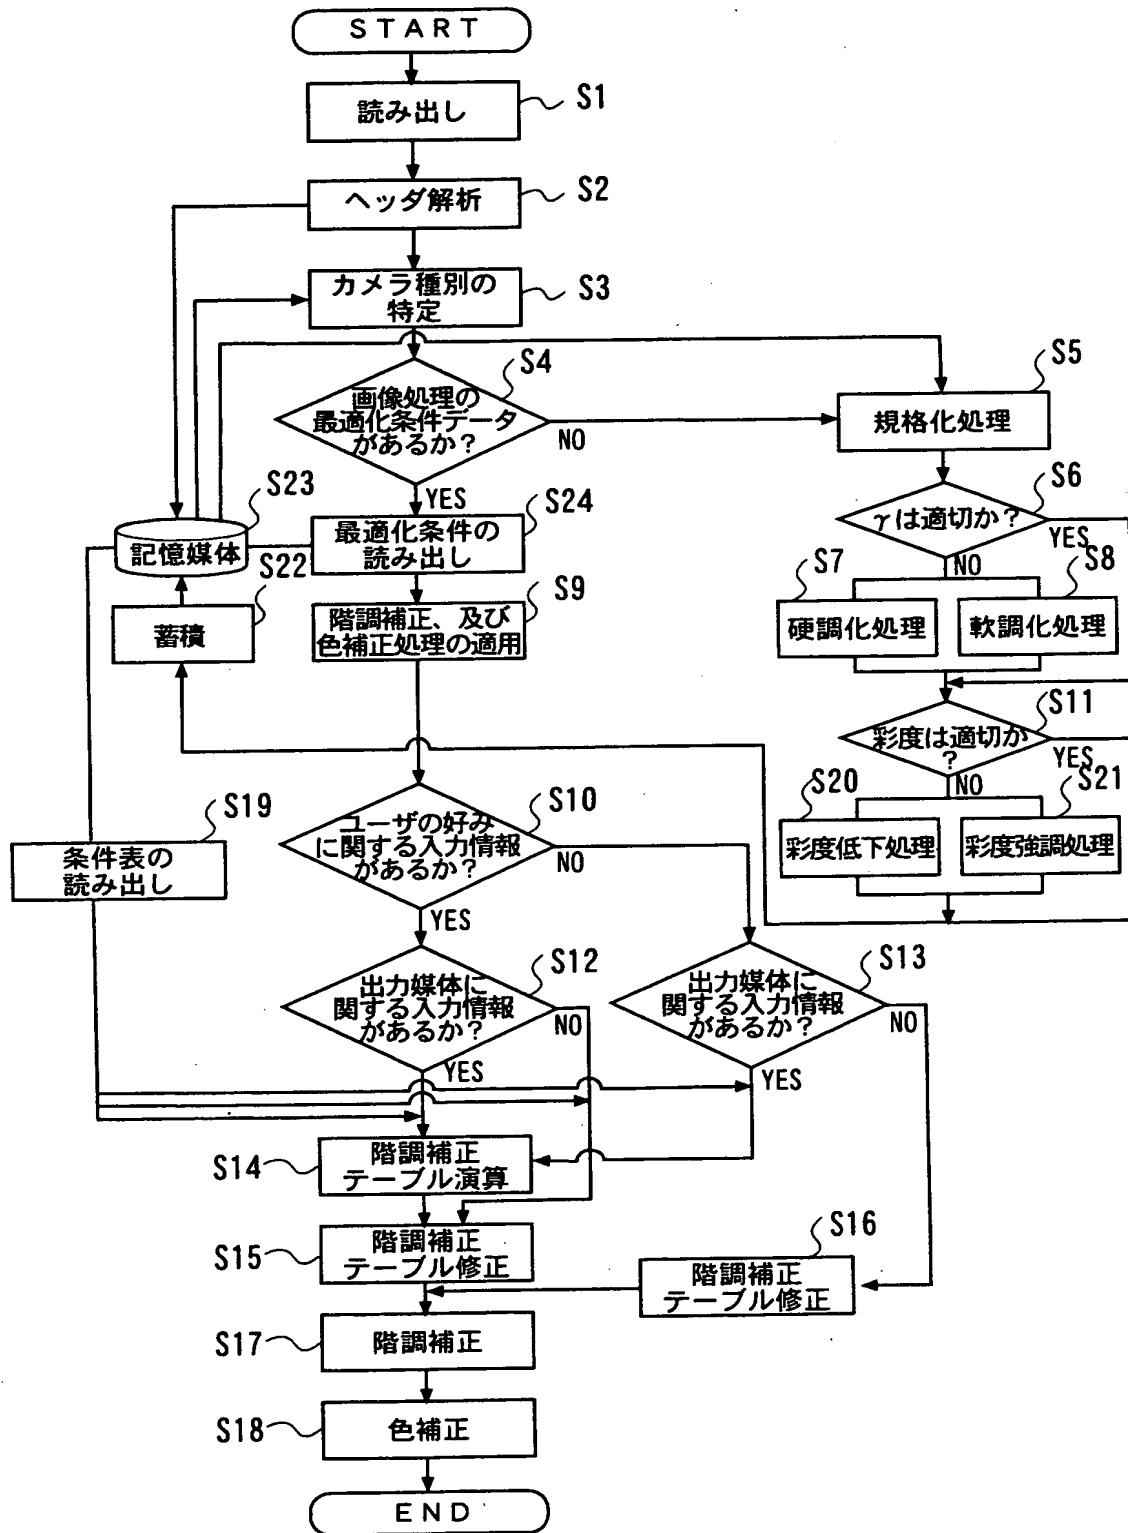 START
読み出し
S1
ヘッダ解析
S2
カメラ種別の
特定
S3
画像処理の
最適化条件データ
があるか?
S4
NO
YES
規格化処理
S5
γは適切か?
S6
YES
NO
硬調化処理
S7
軟調化処理
S8
彩度は適切か
?
S11
YES
NO
彩度低下処理
S20
彩度強調処理
S21
記憶媒体
S23
最適化条件の
読み出し
S24
蓄積
S22
階調補正、及び
色補正処理の適用
S9
ユーザの好み
に関する入力情報
があるか?
S10
NO
YES
条件表の
読み出し
S19
出力媒体に
関する入力情報
があるか?
S12
NO
YES
出力媒体に
関する入力情報
があるか?
S13
NO
YES
S14
階調補正
テーブル演算
S15
階調補正
テーブル修正
S16
階調補正
テーブル修正
S17
階調補正
S18
色補正
END